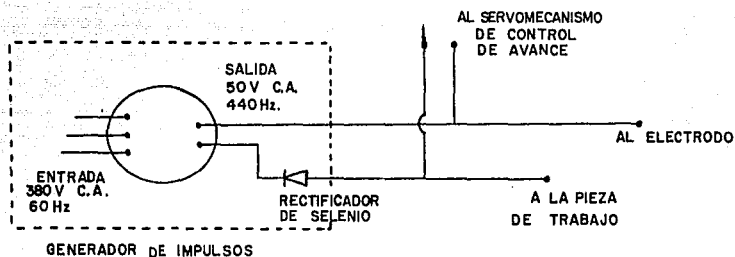 AL SERVOMECANISMO
DE CONTROL
DE AVANCE
SALIDA
50 V C.A.
440 Hz.
AL ELECTRODO
ENTRADA
380 V C.A.
60 Hz
RECTIFICADOR
DE SELENIO
A LA PIEZA
DE TRABAJO
GENERADOR DE IMPULSOS